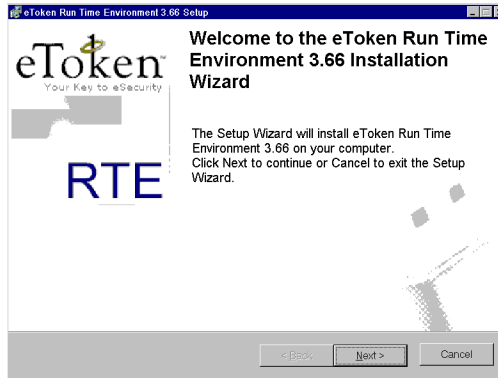 eToken Run Time Environment 3.66 Setup
eToken
Your Key to eSecurity
RTE
Welcome to the eToken Run Time
Environment 3.66 Installation
Wizard
The Setup Wizard will install eToken Run Time
Environment 3.66 on your computer.
Click Next to continue or Cancel to exit the Setup
Wizard.
< Back
Next >
Cancel